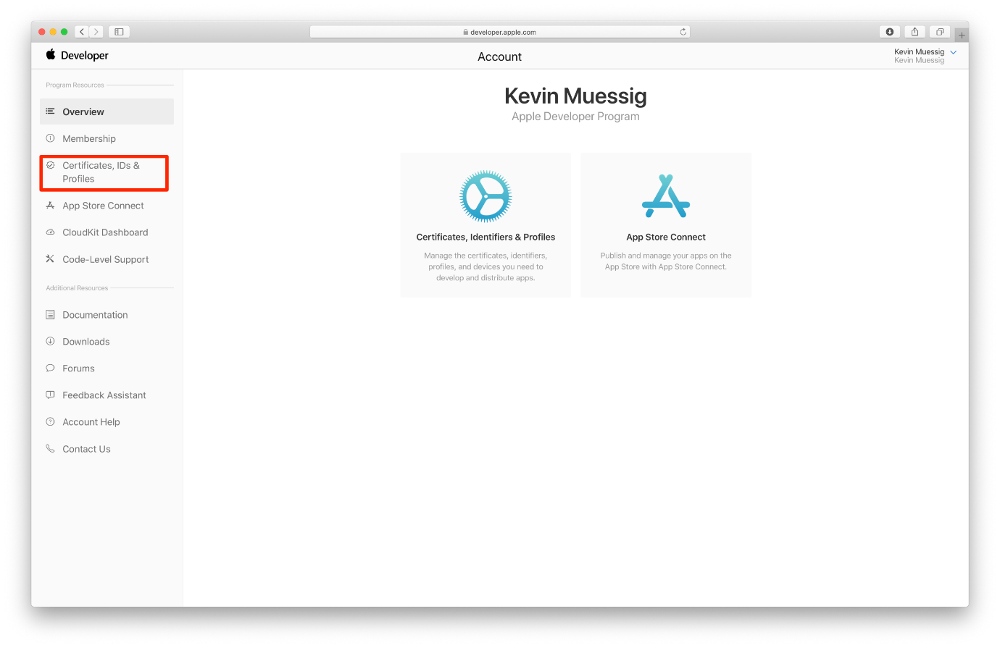 developer.apple.com
Developer
Account
Kevin Muessig
Kevin Muessig
Program Resources
Overview
Membership
Certificates, IDs &
Profiles
App Store Connect
CloudKit Dashboard
Code-Level Support
Additional Resources
Documentation
Downloads
Forums
Feedback Assistant
Account Help
Contact Us
Kevin Muessig
Apple Developer Program
Certificates, Identifiers & Profiles
Manage the certificates, identifiers,
profiles, and devices you need to
develop and distribute apps.
App Store Connect
Publish and manage your apps on the
App Store with App Store Connect.